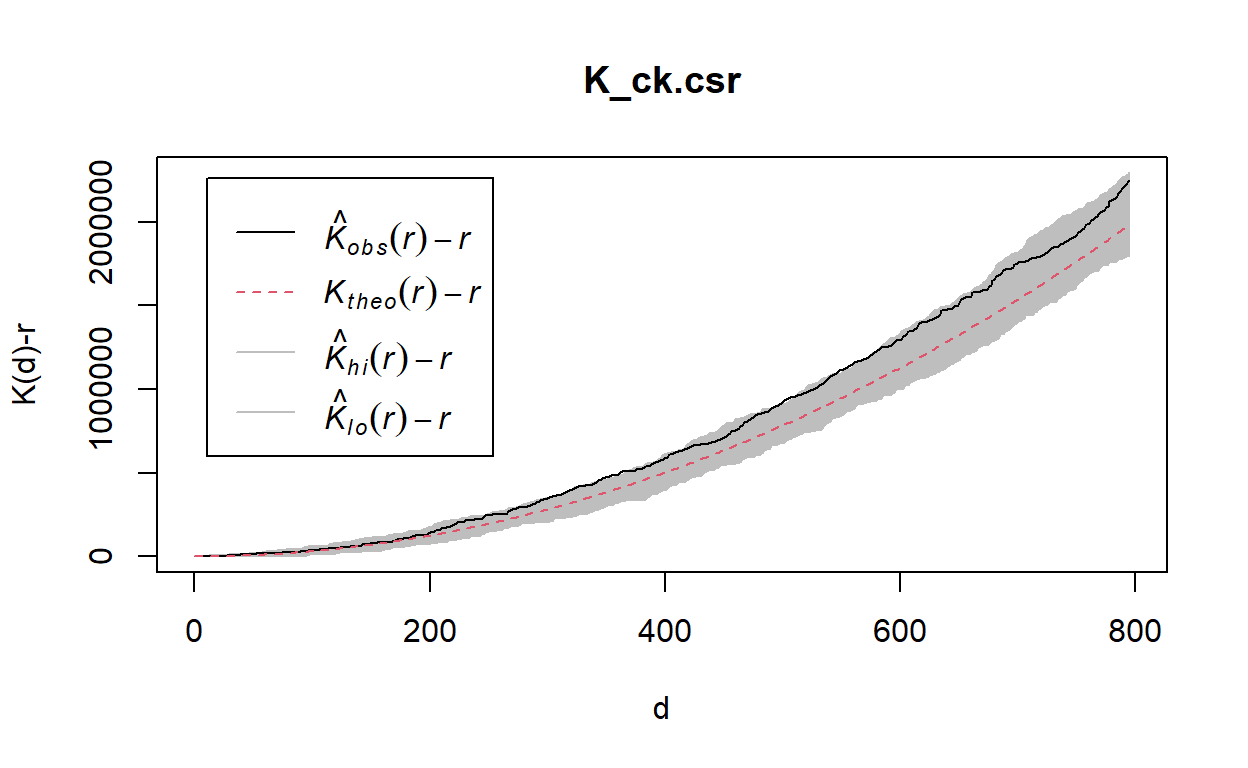 K_ck.csr
K(d)-r
2000000
1000000
0
K̂obs(r) − r
Ktheo(r) − r
K̂hi(r) − r
K̂lo(r) − r
0 200 400 600 800
d